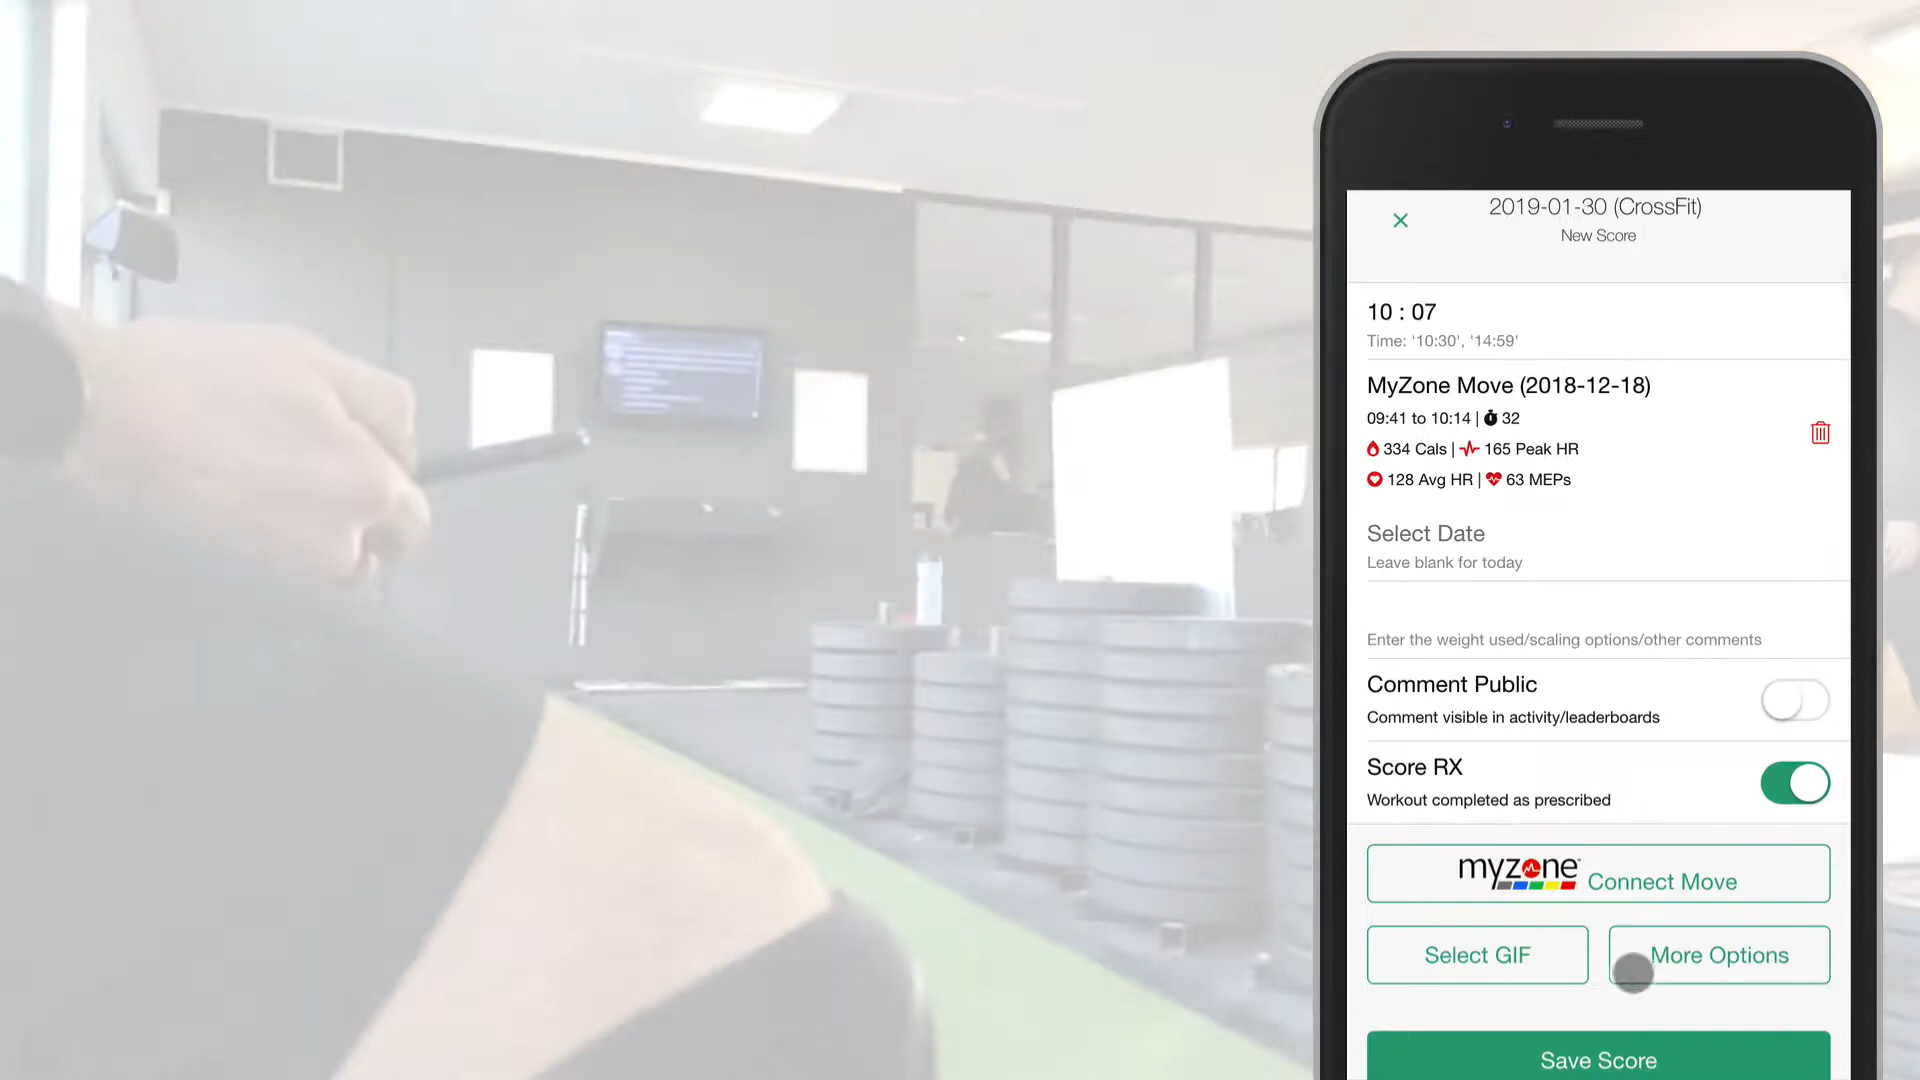 2019-01-30 (CrossFit)
New Score
10 : 07
Time: '10:30', '14:59'
MyZone Move (2018-12-18)
09:41 to 10:14 | 32
334 Cals | 165 Peak HR
128 Avg HR | 63 MEPs
Select Date
Leave blank for today
Enter the weight used/scaling options/other comments
Comment Public
Comment visible in activity/leaderboards
Score RX
Workout completed as prescribed
myzone Connect Move
Select GIF
More Options
Save Score